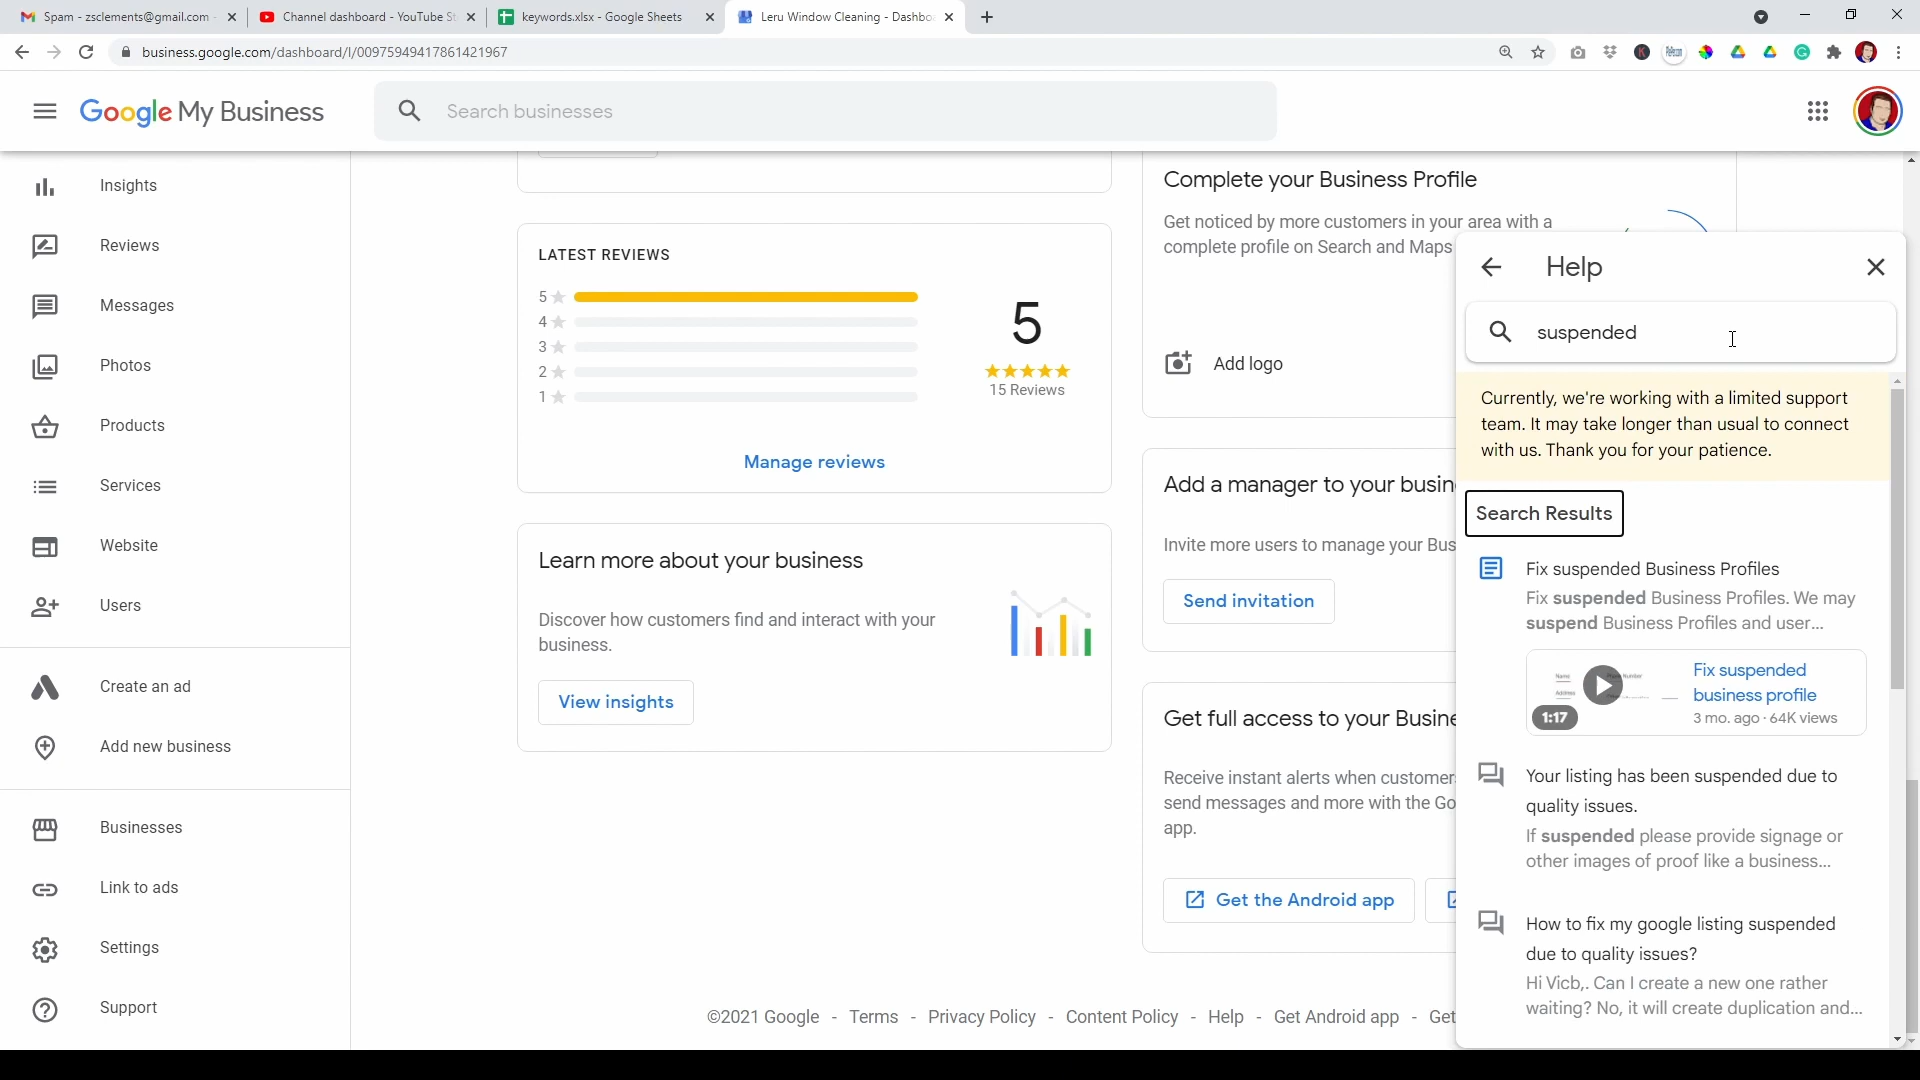 Spam - zsclements@gmail.com -
Channel dashboard - YouTube St
keywords.xlsx - Google Sheets
Leru Window Cleaning - Dashboa
business.google.com/dashboard/l/00975949417861421967
Google My Business
Search businesses
Insights
Reviews
Messages
Photos
Products
Services
Website
Users
Create an ad
Add new business
Businesses
Link to ads
Settings
Support
LATEST REVIEWS
5
4
3
2
1
5
15 Reviews
Manage reviews
Learn more about your business
Discover how customers find and interact with your
business.
View insights
Complete your Business Profile
Get noticed by more customers in your area with a
complete profile on Search and Maps
Add logo
Add a manager to your busin
Invite more users to manage your Bus
Send invitation
Get full access to your Busine
Receive instant alerts when customer
send messages and more with the Go
app.
Get the Android app
©2021 Google - Terms - Privacy Policy - Content Policy - Help - Get Android app - Get
Help
suspended
Currently, we're working with a limited support
team. It may take longer than usual to connect
with us. Thank you for your patience.
Search Results
Fix suspended Business Profiles
Fix suspended Business Profiles. We may
suspend Business Profiles and user...
Name
Address
1:17
Fix suspended
business profile
3 mo. ago · 64K views
Your listing has been suspended due to
quality issues.
If suspended please provide signage or
other images of proof like a business...
How to fix my google listing suspended
due to quality issues?
Hi Vicb,. Can I create a new one rather
waiting? No, it will create duplication and...